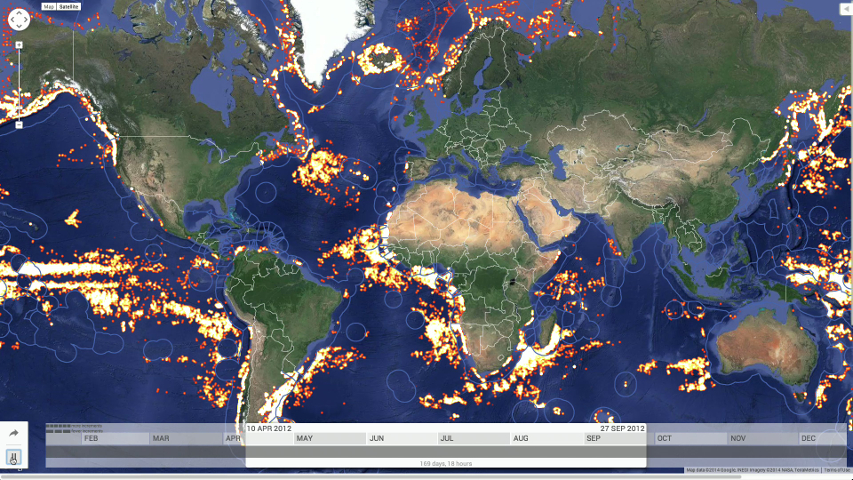 Map Satellite
10 APR 2012 27 SEP 2012
FEB MAR APR MAY JUN JUL AUG SEP OCT NOV DEC
169 days, 18 hours
Map data ©2014 Google, INEGI Imagery ©2014 NASA, TerraMetrics Terms of Use